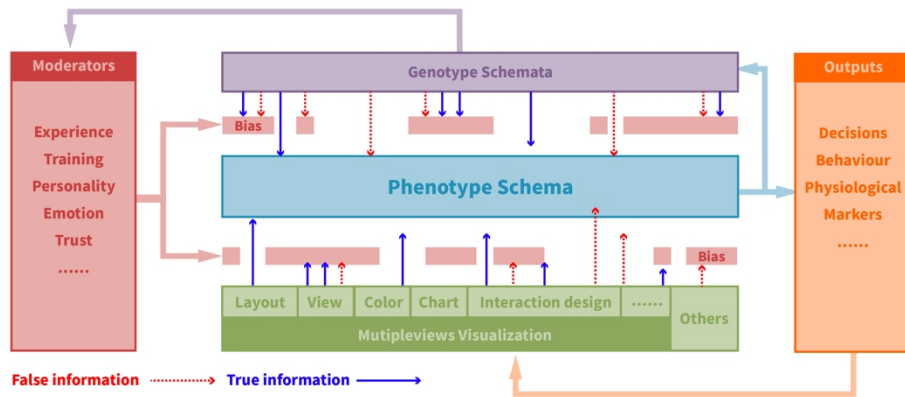 Moderators
Genotype Schemata
Outputs
Experience
Training
Personality
Emotion
Trust
......
Bias
Phenotype Schema
Decisions
Behaviour
Physiological
Markers
......
Bias
Layout
View
Color
Chart
Interaction design
......
Others
Mutipleviews Visualization
False information
True information